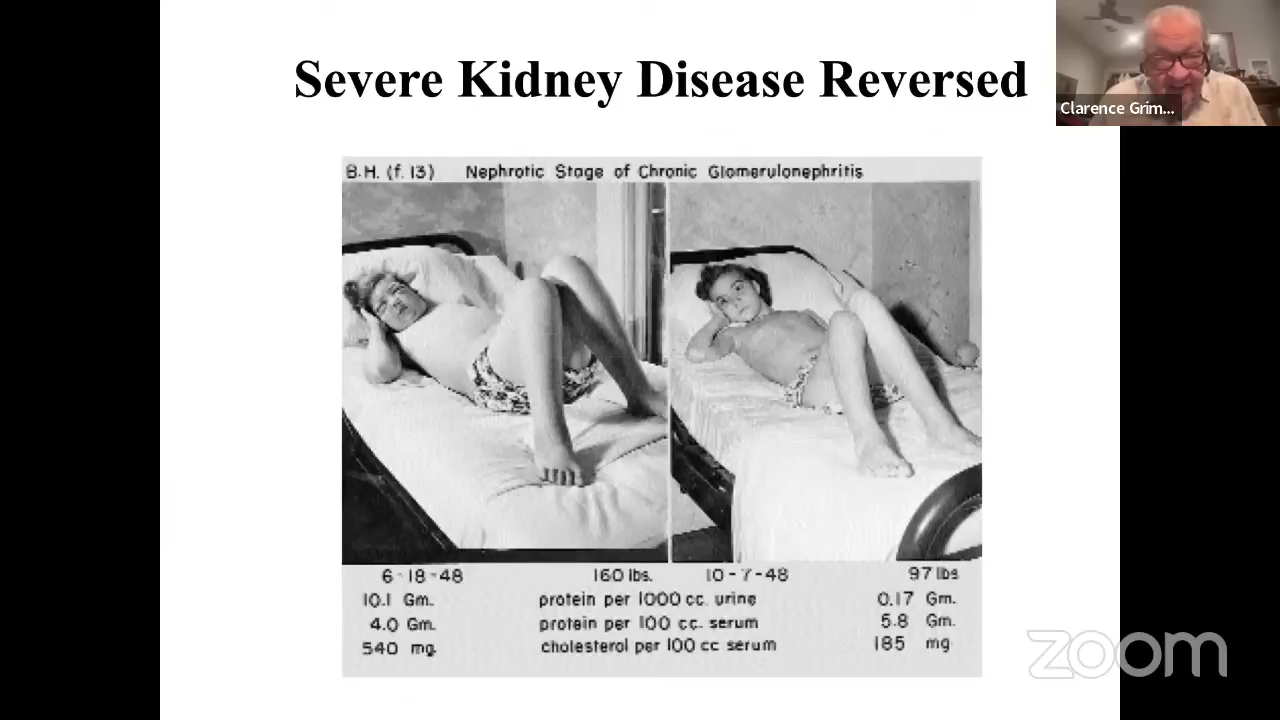 Severe Kidney Disease Reversed
Clarence Grim...
B.H. (f. 13) Nephrotic Stage of Chronic Glomerulonephritis
6-18-48 160 lbs. 10-7-48 97 lbs
10.1 Gm. protein per 1000 cc. urine 0.17 Gm.
4.0 Gm. protein per 100 cc. serum 5.8 Gm.
540 mg. cholesterol per 100 cc serum 185 mg
zoom